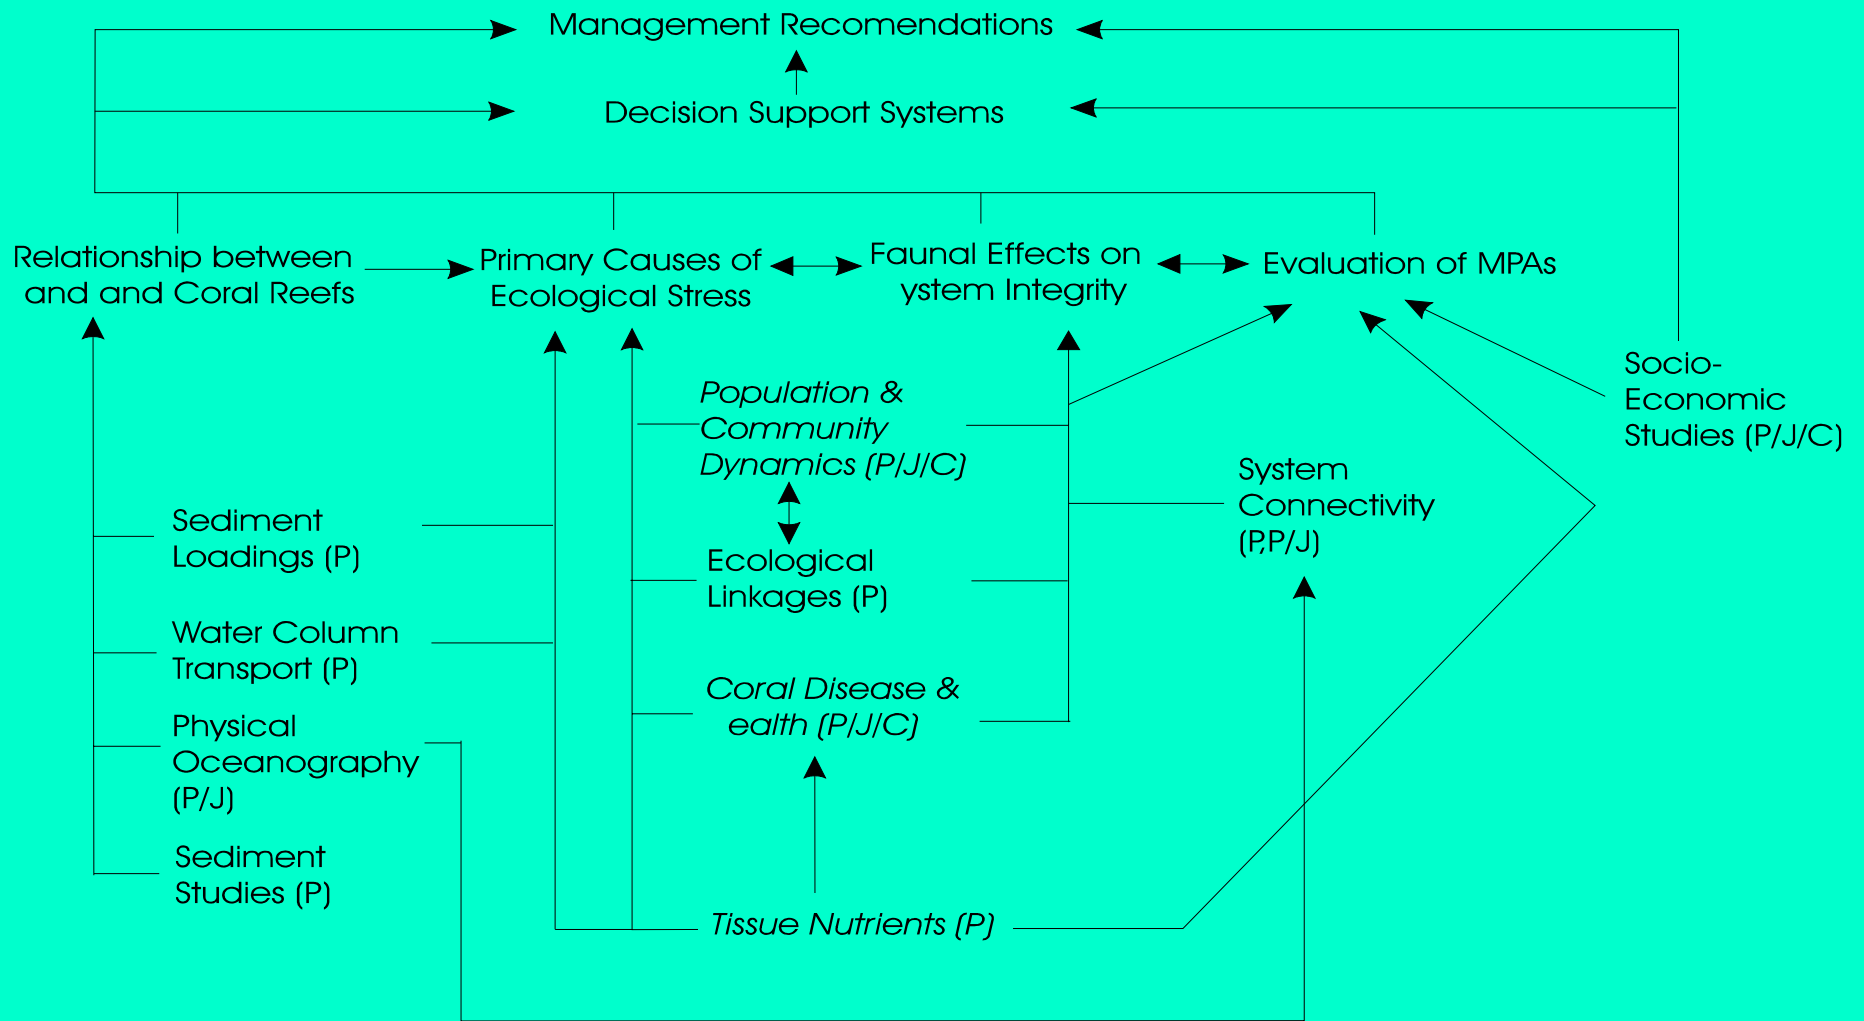 Management Recomendations
Decision Support Systems
Relationship between
and and Coral Reefs
Primary Causes of
Ecological Stress
Faunal Effects on
ystem Integrity
Evaluation of MPAs
Socio-
Economic
Studies (P/J/C)
Population &
Community
Dynamics (P/J/C)
System
Connectivity
(P,P/J)
Sediment
Loadings (P)
Ecological
Linkages (P)
Water Column
Transport (P)
Coral Disease &
ealth (P/J/C)
Physical
Oceanography
(P/J)
Sediment
Studies (P)
Tissue Nutrients (P)